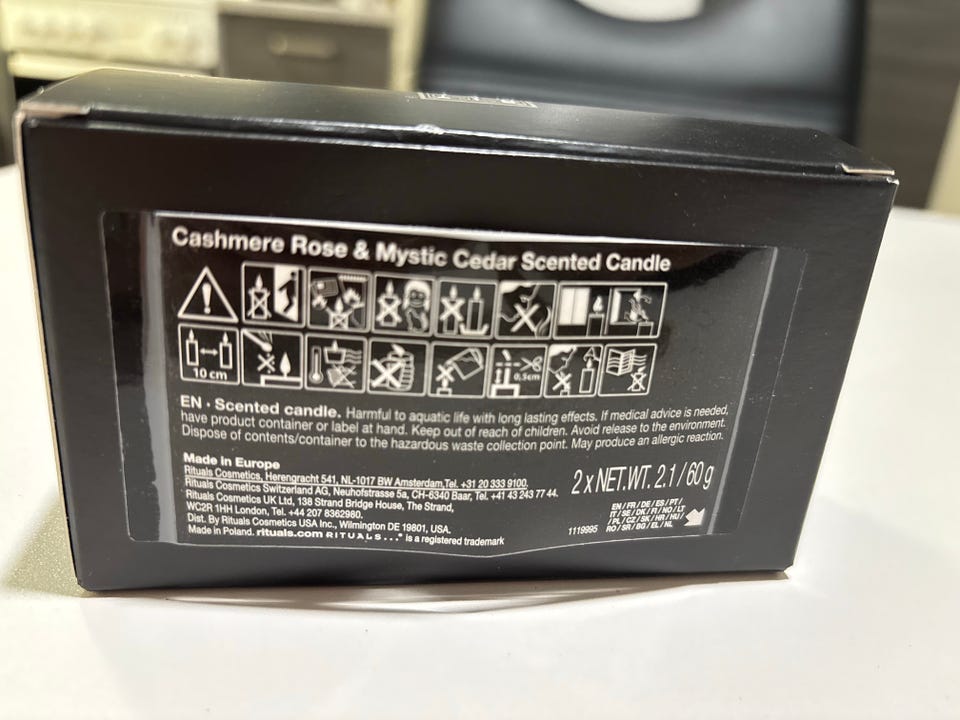 Cashmere Rose & Mystic Cedar Scented Candle
10 cm
0,5cm
EN · Scented candle. Harmful to aquatic life with long lasting effects. If medical advice is needed,
have product container or label at hand. Keep out of reach of children. Avoid release to the environment.
Dispose of contents/container to the hazardous waste collection point. May produce an allergic reaction.
Made in Europe
Rituals Cosmetics, Herengracht 541, NL-1017 BW Amsterdam,Tel. +31 20 333 9100.
Rituals Cosmetics Switzerland AG, Neuhofstrasse 5a, CH-6340 Baar, Tel. +41 43 243 77 44.
Rituals Cosmetics UK Ltd, 138 Strand Bridge House, The Strand,
WC2R 1HH London, Tel. +44 207 8362980.
Dist. By Rituals Cosmetics USA Inc., Wilmington DE 19801, USA.
Made in Poland. rituals.com RITUALS...® is a registered trademark
2 x NET.WT. 2.1 / 60 g
1119995
EN / FR / DE / ES / PT /
IT / SE / DK / FI / NO / LT
/ PL / CZ / SK / HR / HU /
RO / SR / BG / EL / NL